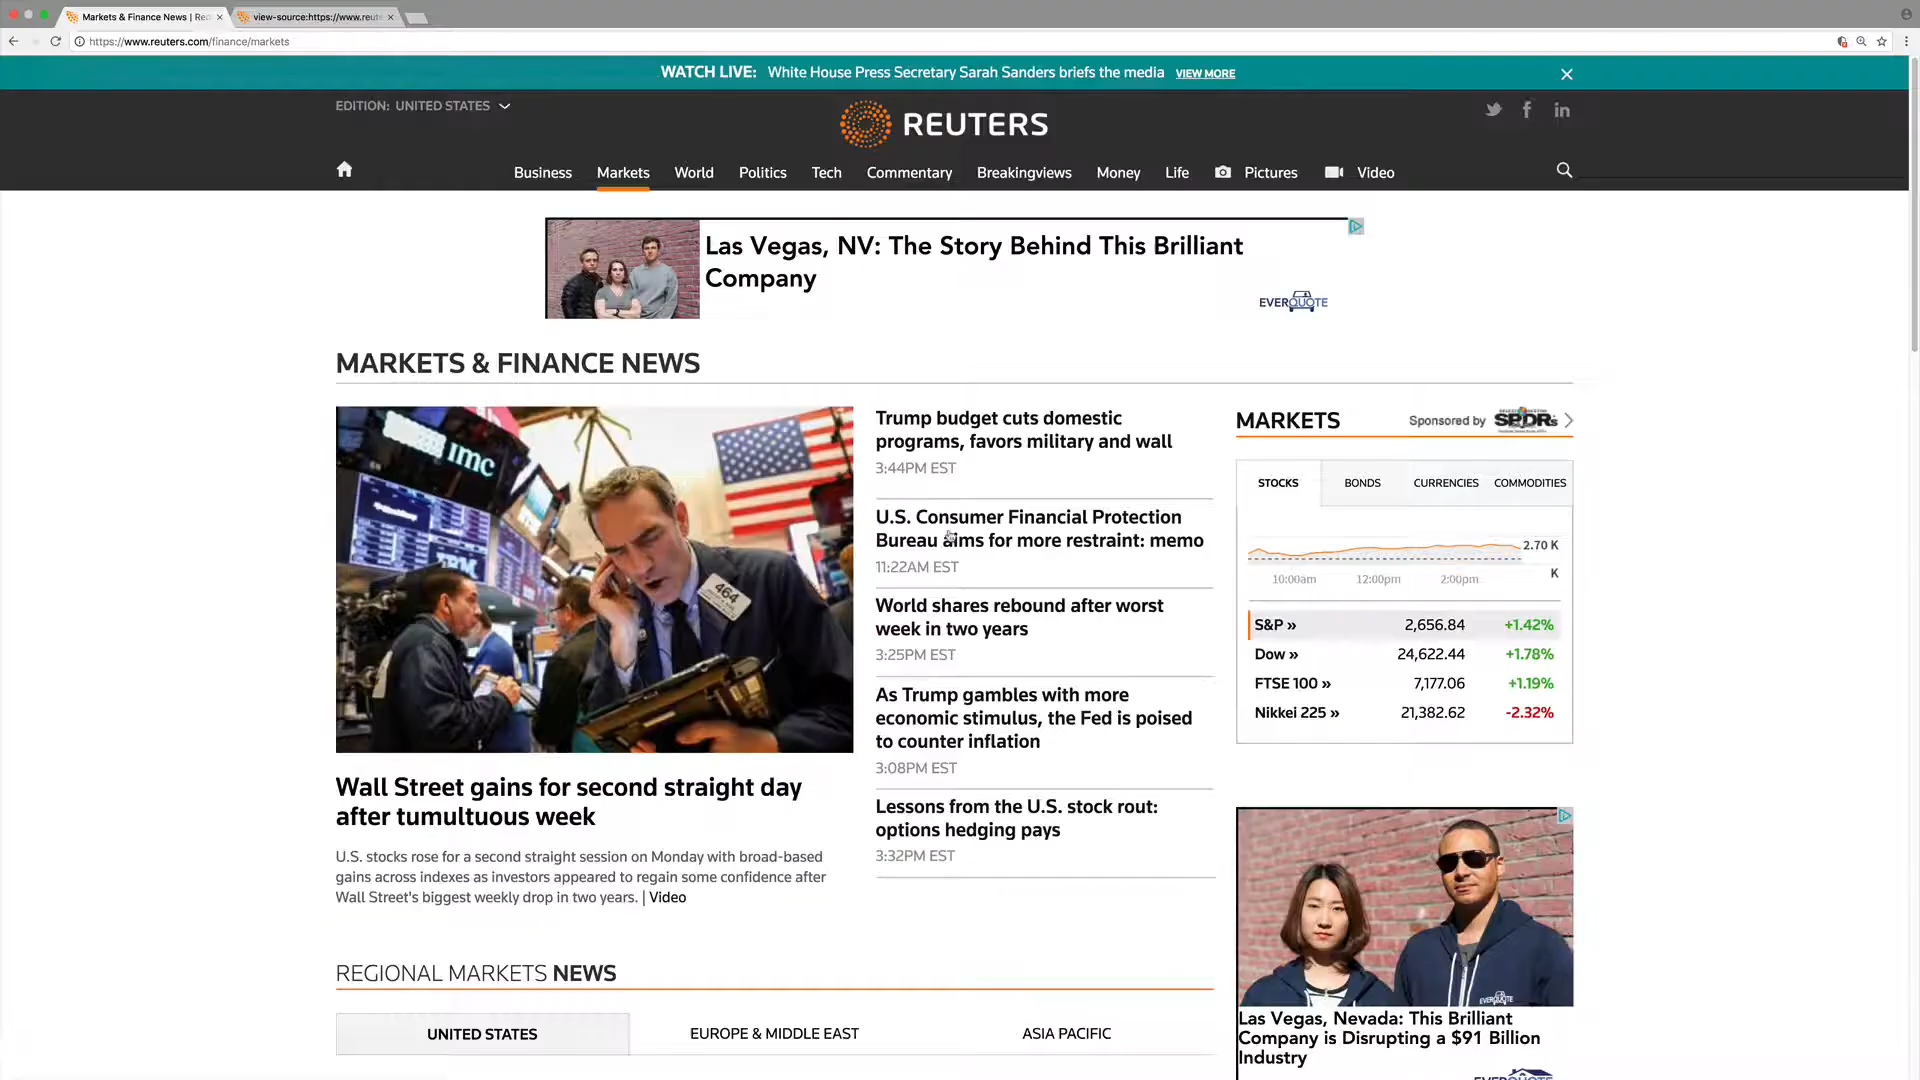 Markets & Finance News | Re
view-source:https://www.reut
https://www.reuters.com/finance/markets
WATCH LIVE: White House Press Secretary Sarah Sanders briefs the media VIEW MORE
EDITION: UNITED STATES
REUTERS
Business Markets World Politics Tech Commentary Breakingviews Money Life Pictures Video
Las Vegas, NV: The Story Behind This Brilliant
Company
EVERQUOTE
MARKETS & FINANCE NEWS
IMC
IBM
464
Wall Street gains for second straight day
after tumultuous week
U.S. stocks rose for a second straight session on Monday with broad-based
gains across indexes as investors appeared to regain some confidence after
Wall Street's biggest weekly drop in two years. | Video
Trump budget cuts domestic
programs, favors military and wall
3:44PM EST
U.S. Consumer Financial Protection
Bureau aims for more restraint: memo
11:22AM EST
World shares rebound after worst
week in two years
3:25PM EST
As Trump gambles with more
economic stimulus, the Fed is poised
to counter inflation
3:08PM EST
Lessons from the U.S. stock rout:
options hedging pays
3:32PM EST
MARKETS Sponsored by SPDRs
STOCKS BONDS CURRENCIES COMMODITIES
2.70 K
K
10:00am 12:00pm 2:00pm
S&P » 2,656.84 +1.42%
Dow » 24,622.44 +1.78%
FTSE 100 » 7,177.06 +1.19%
Nikkei 225 » 21,382.62 -2.32%
EVERQUOTE
Las Vegas, Nevada: This Brilliant
Company is Disrupting a $91 Billion
Industry
EVERQUOTE
REGIONAL MARKETS NEWS
UNITED STATES EUROPE & MIDDLE EAST ASIA PACIFIC